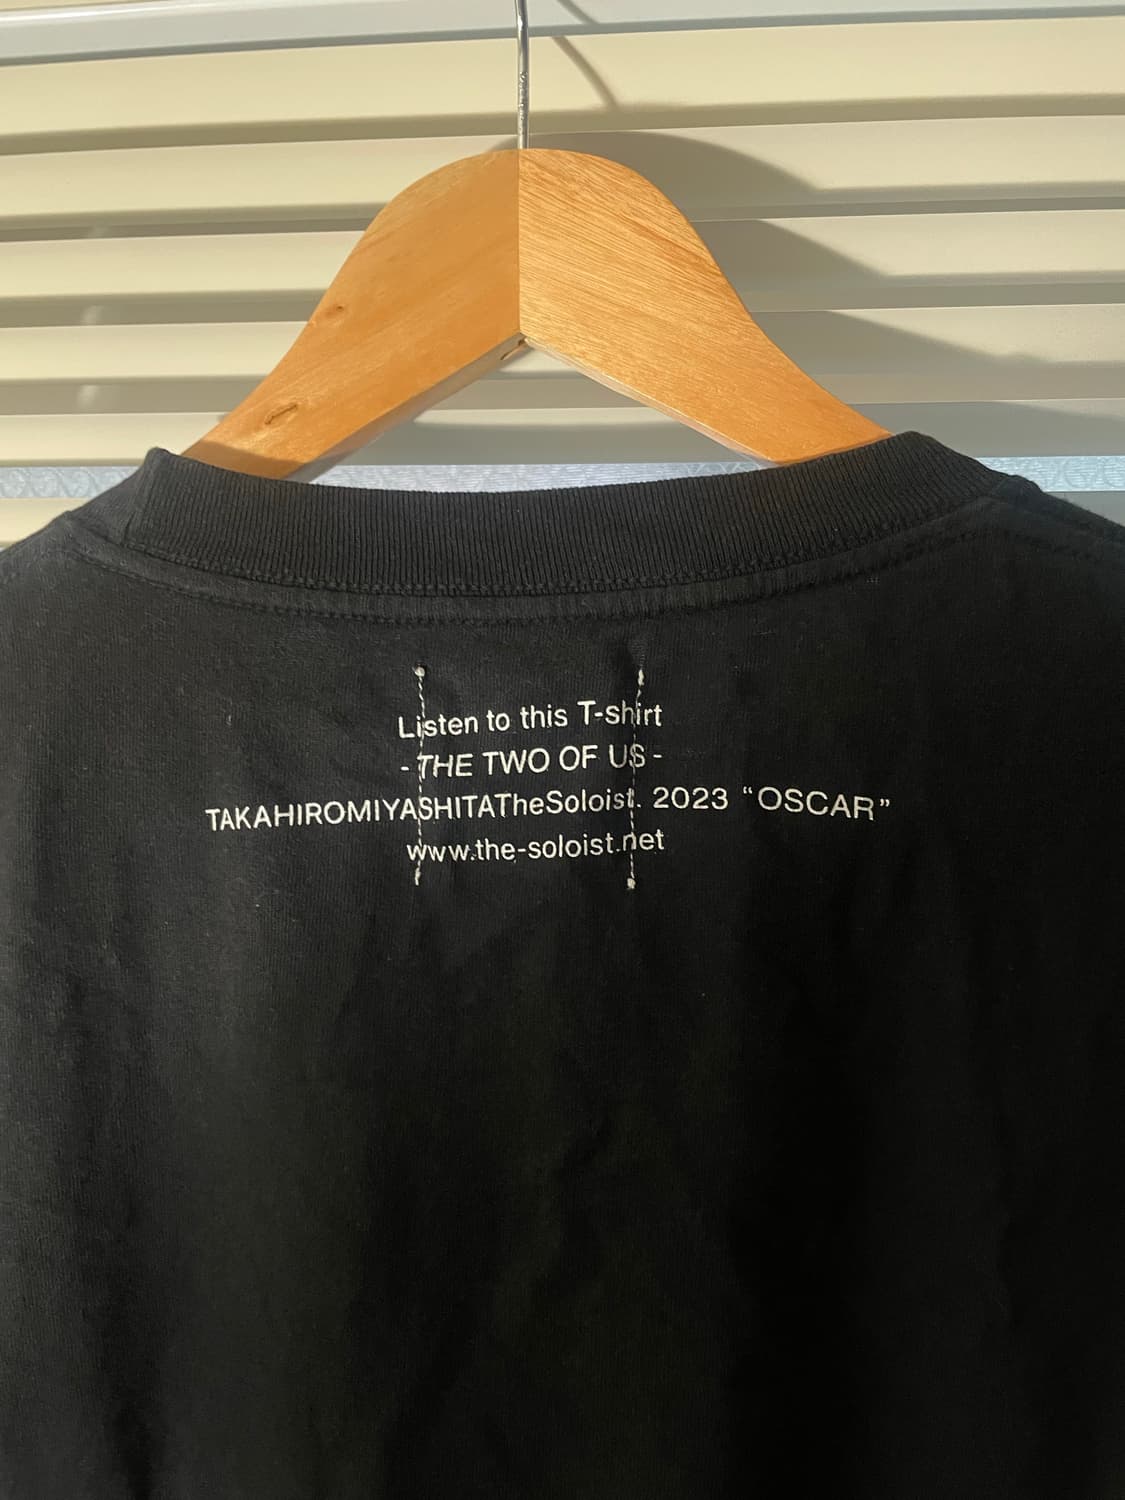 Listen to this T-shirt
- THE TWO OF US -
TAKAHIROMIYASHITATheSoloist. 2023 “OSCAR”
www.the-soloist.net